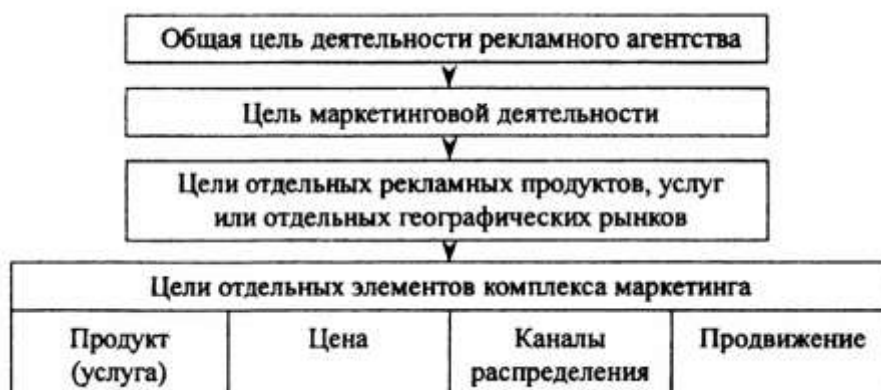 Общая цель деятельности рекламного агентства
Цель маркетинговой деятельности
Цели отдельных рекламных продуктов, услуг
или отдельных географических рынков
Цели отдельных элементов комплекса маркетинга
Продукт
(услуга)
Цена
Каналы
распределения
Продвижение